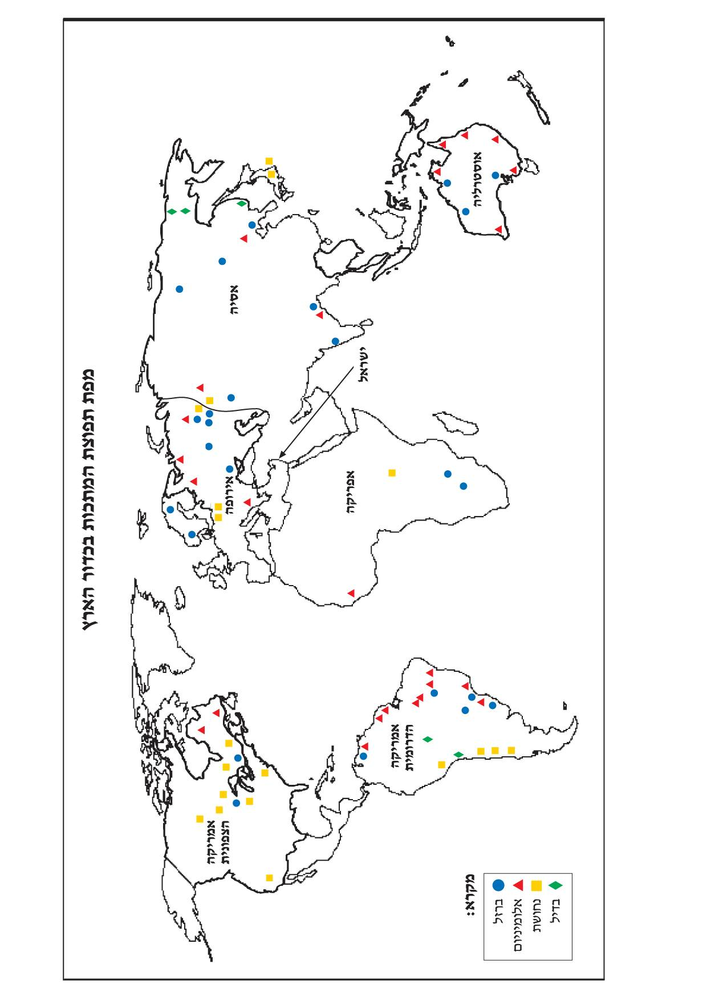 מפת תפוצת המתכות בכדור הארץ
אסיה
אירופה
ישראל
אפריקה
אוסטרליה
אמריקה
הצפונית
אמריקה
הדרומית
מקרא:
ברזל
אלומיניום
נחושת
בדיל